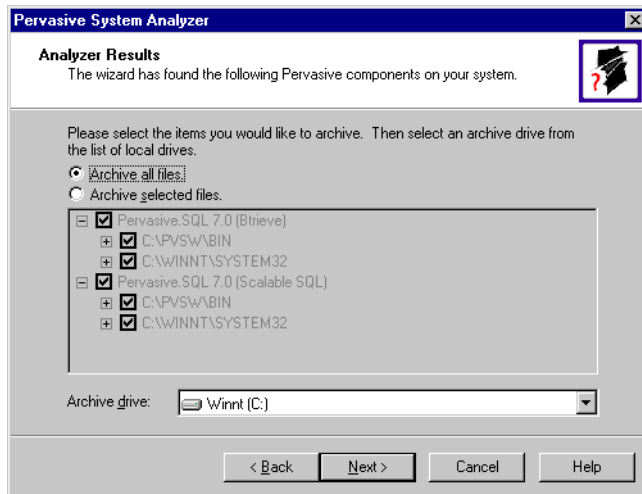 Pervasive System Analyzer
Analyzer Results
The wizard has found the following Pervasive components on your system.
?
Please select the items you would like to archive. Then select an archive drive from
the list of local drives.
Archive all files.
Archive selected files.
Pervasive.SQL 7.0 (Btrieve)
C:\PVSW\BIN
C:\WINNT\SYSTEM32
Pervasive.SQL 7.0 (Scalable SQL)
C:\PVSW\BIN
C:\WINNT\SYSTEM32
Archive drive: Winnt (C:)
< Back Next > Cancel Help